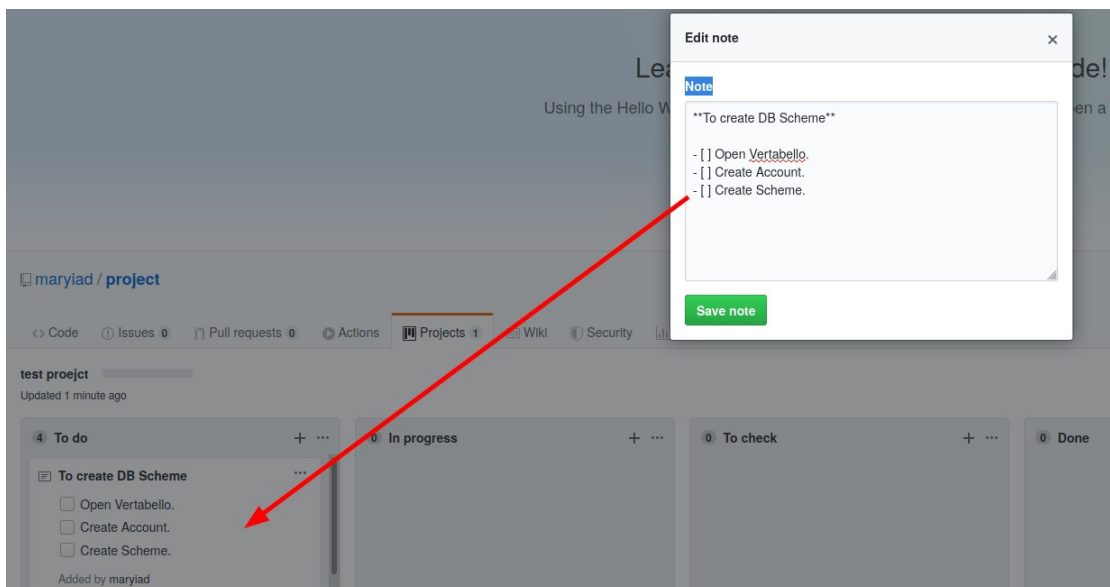 Edit note ×
Lea
de!
Note
Using the Hello W
en a
**To create DB Scheme**
- [ ] Open Vertabello.
- [ ] Create Account.
- [ ] Create Scheme.
Save note
maryiad / project
<> Code Issues 0 Pull requests 0 Actions Projects 1 Wiki Security
test proejct
Updated 1 minute ago
4 To do + ...
0 In progress + ...
0 To check + ...
0 Done
To create DB Scheme ...
Open Vertabello.
Create Account.
Create Scheme.
Added by maryiad